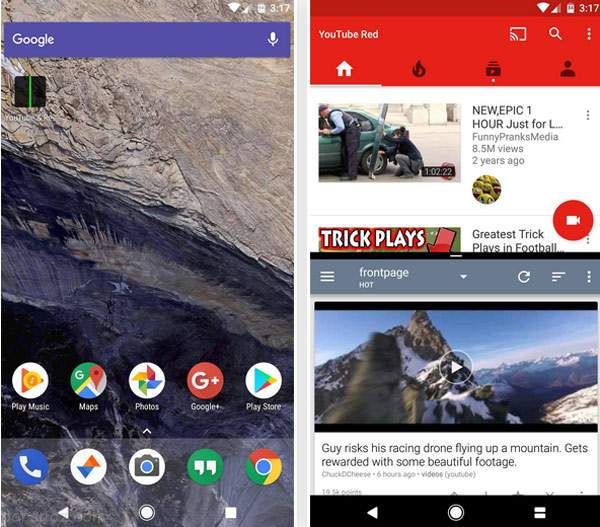 3:17
Google
YouTube & Red
Play Music
Maps
Photos
Google+
Play Store
3:17
YouTube Red
NEW,EPIC 1
HOUR Just for L...
FunnyPranksMedia
8.5M views
2 years ago
1:02:22
TRICK PLAYS
Greatest Trick
Plays in Football...
frontpage
HOT
Guy risks his racing drone flying up a mountain. Gets
rewarded with some beautiful footage.
ChuckDCheese • 6 hours ago • videos (youtube)
19.5k points